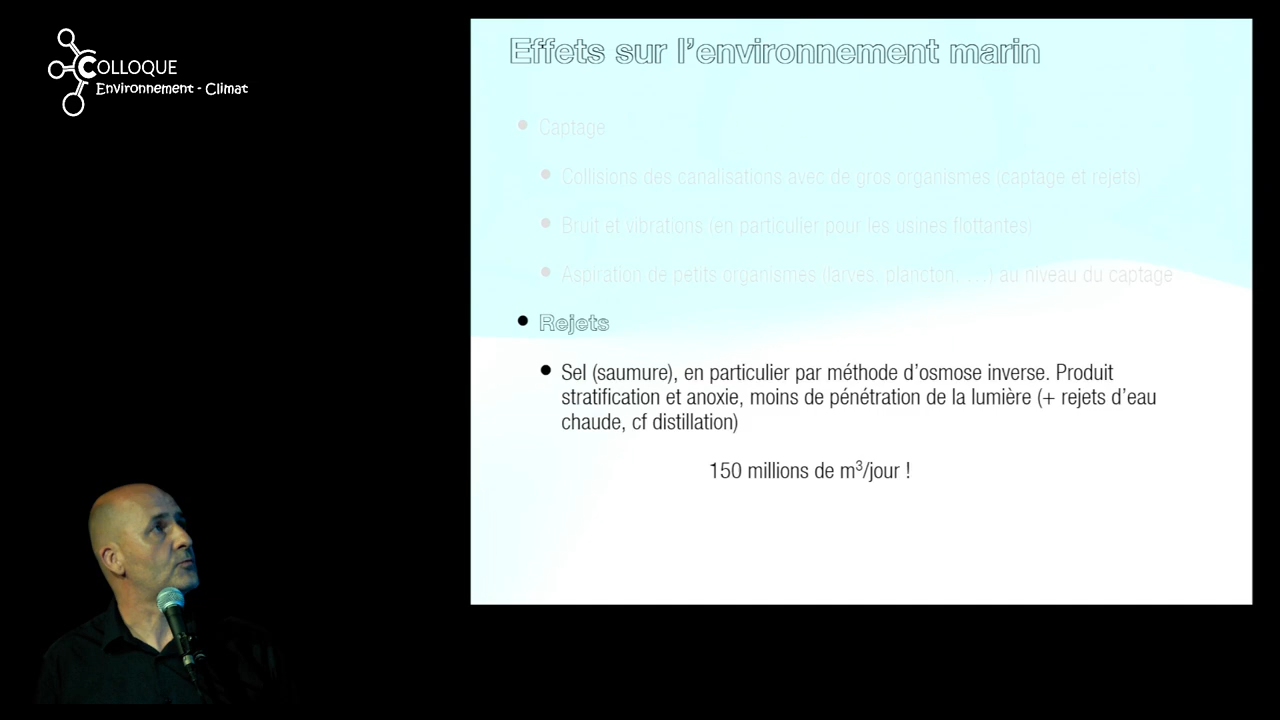 COLLOQUE
Environnement - Climat
Effets sur l'environnement marin
• Captage
• Collisions des canalisations avec de gros organismes (captage et rejets)
• Bruit et vibrations (en particulier pour les usines flottantes)
• Aspiration de petits organismes (larves, plancton, …) au niveau du captage
• Rejets
• Sel (saumure), en particulier par méthode d'osmose inverse. Produit
stratification et anoxie, moins de pénétration de la lumière (+ rejets d'eau
chaude, cf distillation)
150 millions de m³/jour !